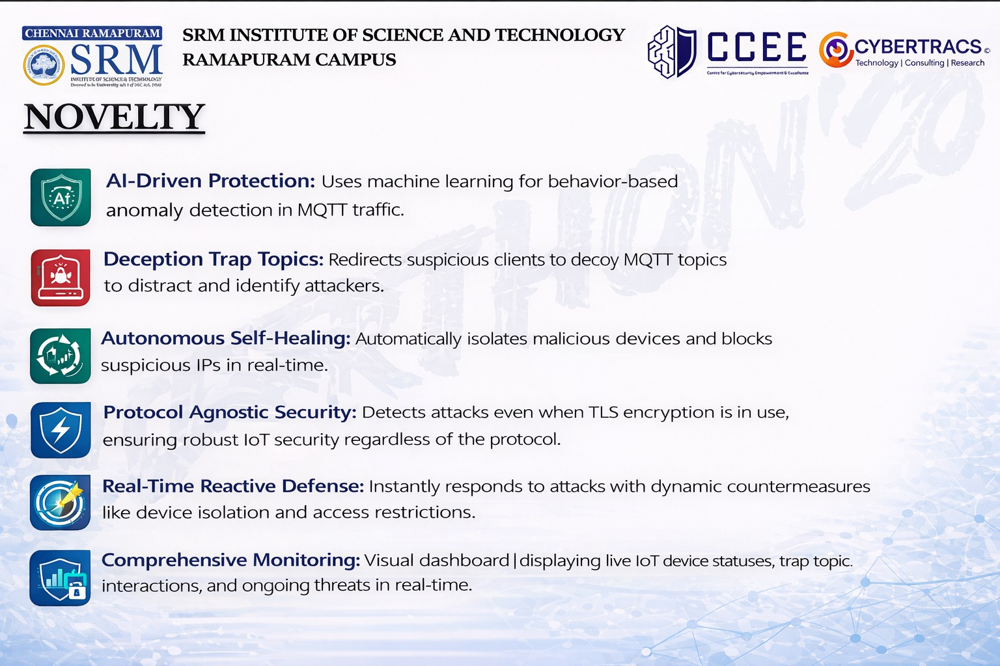 CHENNAI RAMAPURAM
SRM
INSTITUTE OF SCIENCE & TECHNOLOGY
SRM INSTITUTE OF SCIENCE AND TECHNOLOGY
RAMAPURAM CAMPUS
CCEE
Centre for Cybersecurity Empowerment & Excellence
CYBERTRACS
Technology | Consulting | Research
NOVELTY
AI-Driven Protection: Uses machine learning for behavior-based
anomaly detection in MQTT traffic.
Deception Trap Topics: Redirects suspicious clients to decoy MQTT topics
to distract and identify attackers.
Autonomous Self-Healing: Automatically isolates malicious devices and blocks
suspicious IPs in real-time.
Protocol Agnostic Security: Detects attacks even when TLS encryption is in use,
ensuring robust IoT security regardless of the protocol.
Real-Time Reactive Defense: Instantly responds to attacks with dynamic countermeasures
like device isolation and access restrictions.
Comprehensive Monitoring: Visual dashboard|displaying live IoT device statuses, trap topic.
interactions, and ongoing threats in real-time.